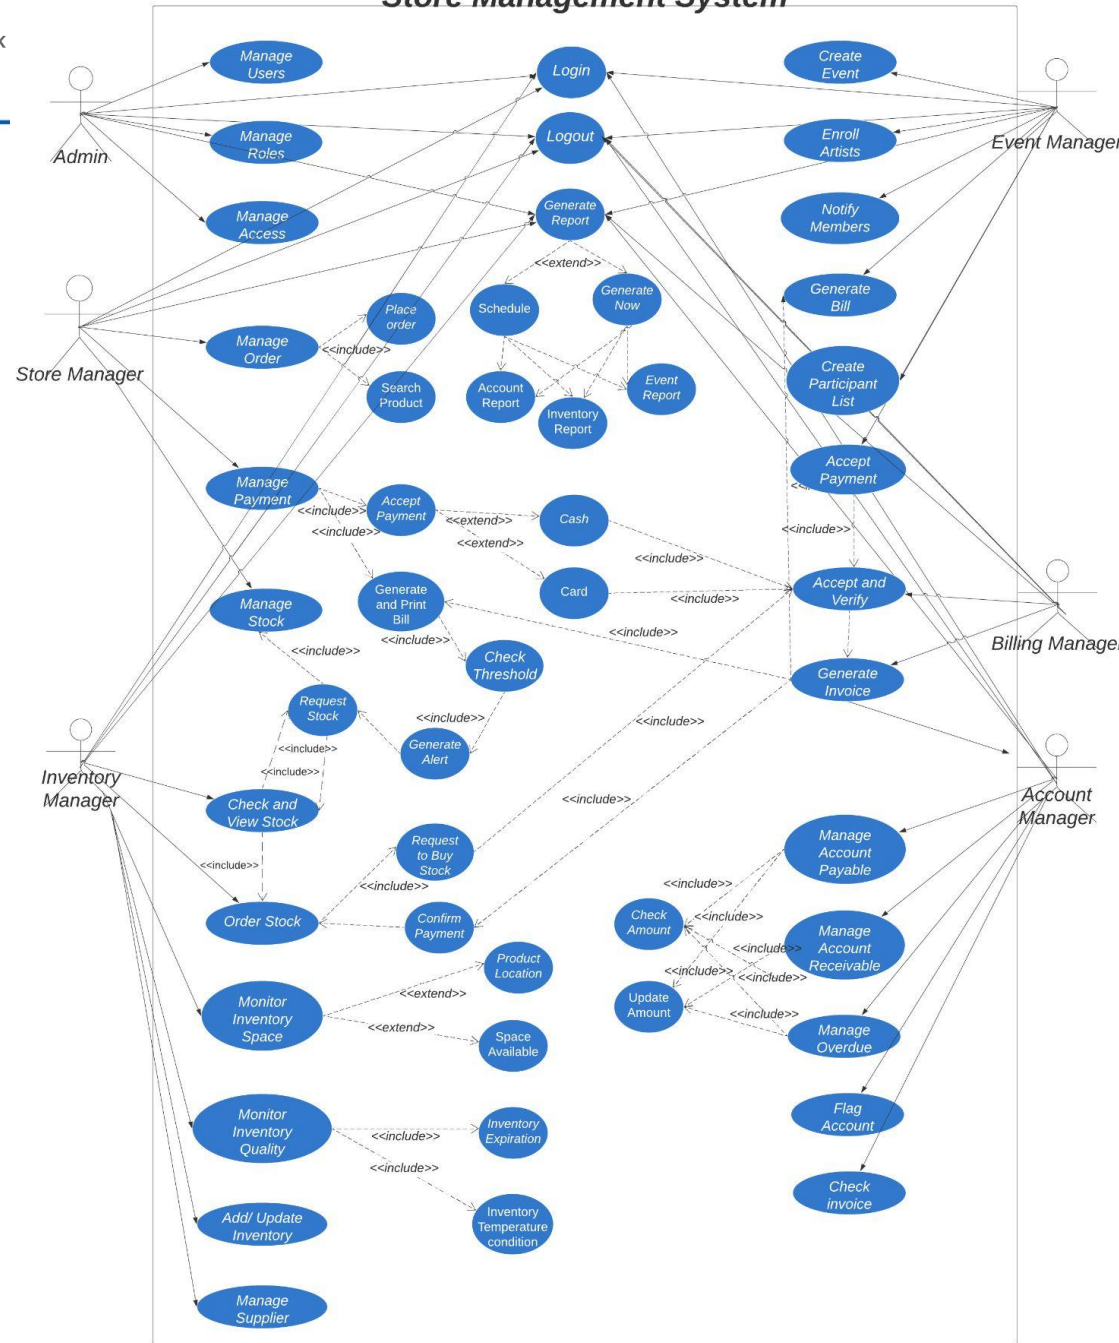 Store Management System
k
Manage
Users
Login
Create
Event
Manage
Roles
Logout
Enroll
Artists
Admin
Event Manager
Manage
Access
Generate
Report
Notify
Members
<<extend>>
Schedule
Generate
Now
Generate
Bill
Place
order
Manage
Order
<<include>>
Search
Product
Store Manager
Account
Report
Inventory
Report
Event
Report
Create
Participant
List
Manage
Payment
<<include>>
<<include>>
Accept
Payment
<<extend>>
<<extend>>
Cash
Card
<<include>>
<<include>>
Accept
Payment
<<include>>
Accept and
Verify
Billing Manage
Manage
Stock
Generate
and Print
Bill
<<include>>
<<include>>
<<include>>
Check
Threshold
Generate
Invoice
Request
Stock
<<include>>
Generate
Alert
<<include>>
<<include>>
<<include>>
Inventory
Manager
Check and
View Stock
<<include>>
Account
Manager
<<include>>
Request
to Buy
Stock
<<include>>
Order Stock
Confirm
Payment
Manage
Account
Payable
<<include>>
<<include>>
Check
Amount
Manage
Account
Receivable
<<include>>
<<include>>
<<include>>
Update
Amount
<<include>>
Manage
Overdue
Product
Location
Monitor
Inventory
Space
<<extend>>
<<extend>>
Space
Available
Monitor
Inventory
Quality
<<include>>
<<include>>
Inventory
Expiration
Inventory
Temperature
condition
Flag
Account
Check
invoice
Add/ Update
Inventory
Manage
Supplier